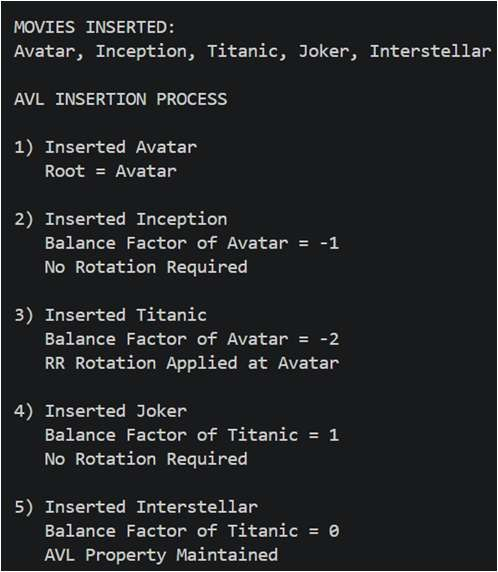 MOVIES INSERTED:
Avatar, Inception, Titanic, Joker, Interstellar
AVL INSERTION PROCESS
1) Inserted Avatar
Root = Avatar
2) Inserted Inception
Balance Factor of Avatar = -1
No Rotation Required
3) Inserted Titanic
Balance Factor of Avatar = -2
RR Rotation Applied at Avatar
4) Inserted Joker
Balance Factor of Titanic = 1
No Rotation Required
5) Inserted Interstellar
Balance Factor of Titanic = 0
AVL Property Maintained